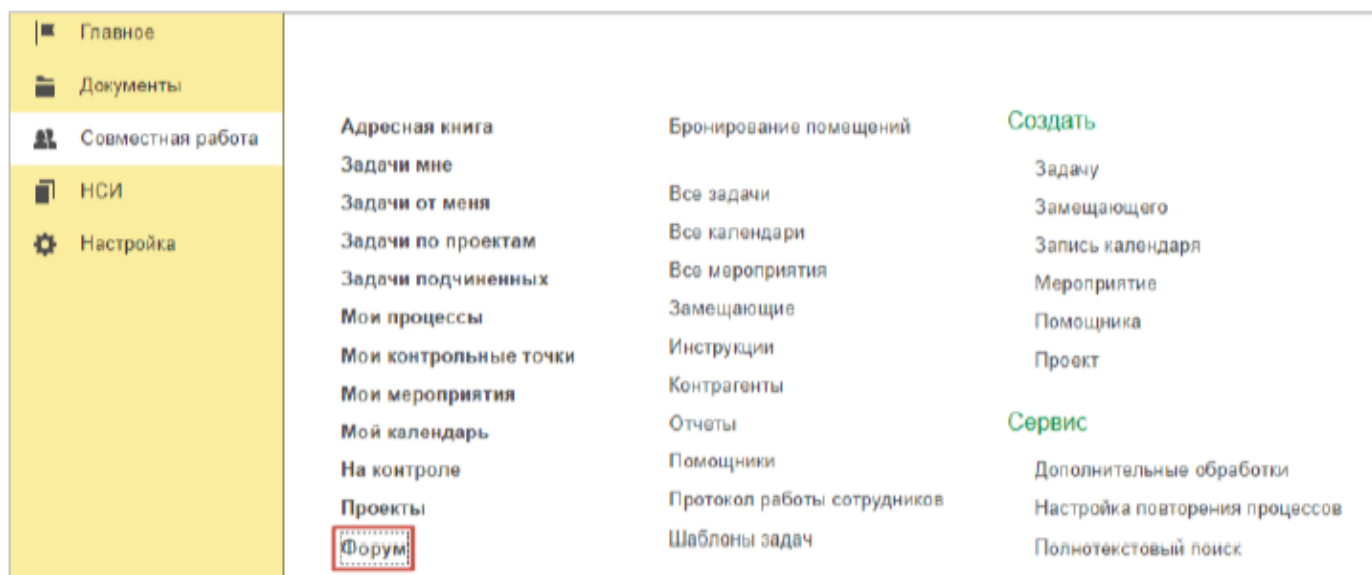 Главное
Документы
Совместная работа
НСИ
Настройка
Адресная книга
Задачи мне
Задачи от меня
Задачи по проектам
Задачи подчиненных
Мои процессы
Мои контрольные точки
Мои мероприятия
Мой календарь
На контроле
Проекты
Форум
Бронирование помещений
Все задачи
Все календари
Все мероприятия
Замещающие
Инструкции
Контрагенты
Отчеты
Помощники
Протокол работы сотрудников
Шаблоны задач
Создать
Задачу
Замещающего
Запись календаря
Мероприятие
Помощника
Проект
Сервис
Дополнительные обработки
Настройка повторения процессов
Полнотекстовый поиск